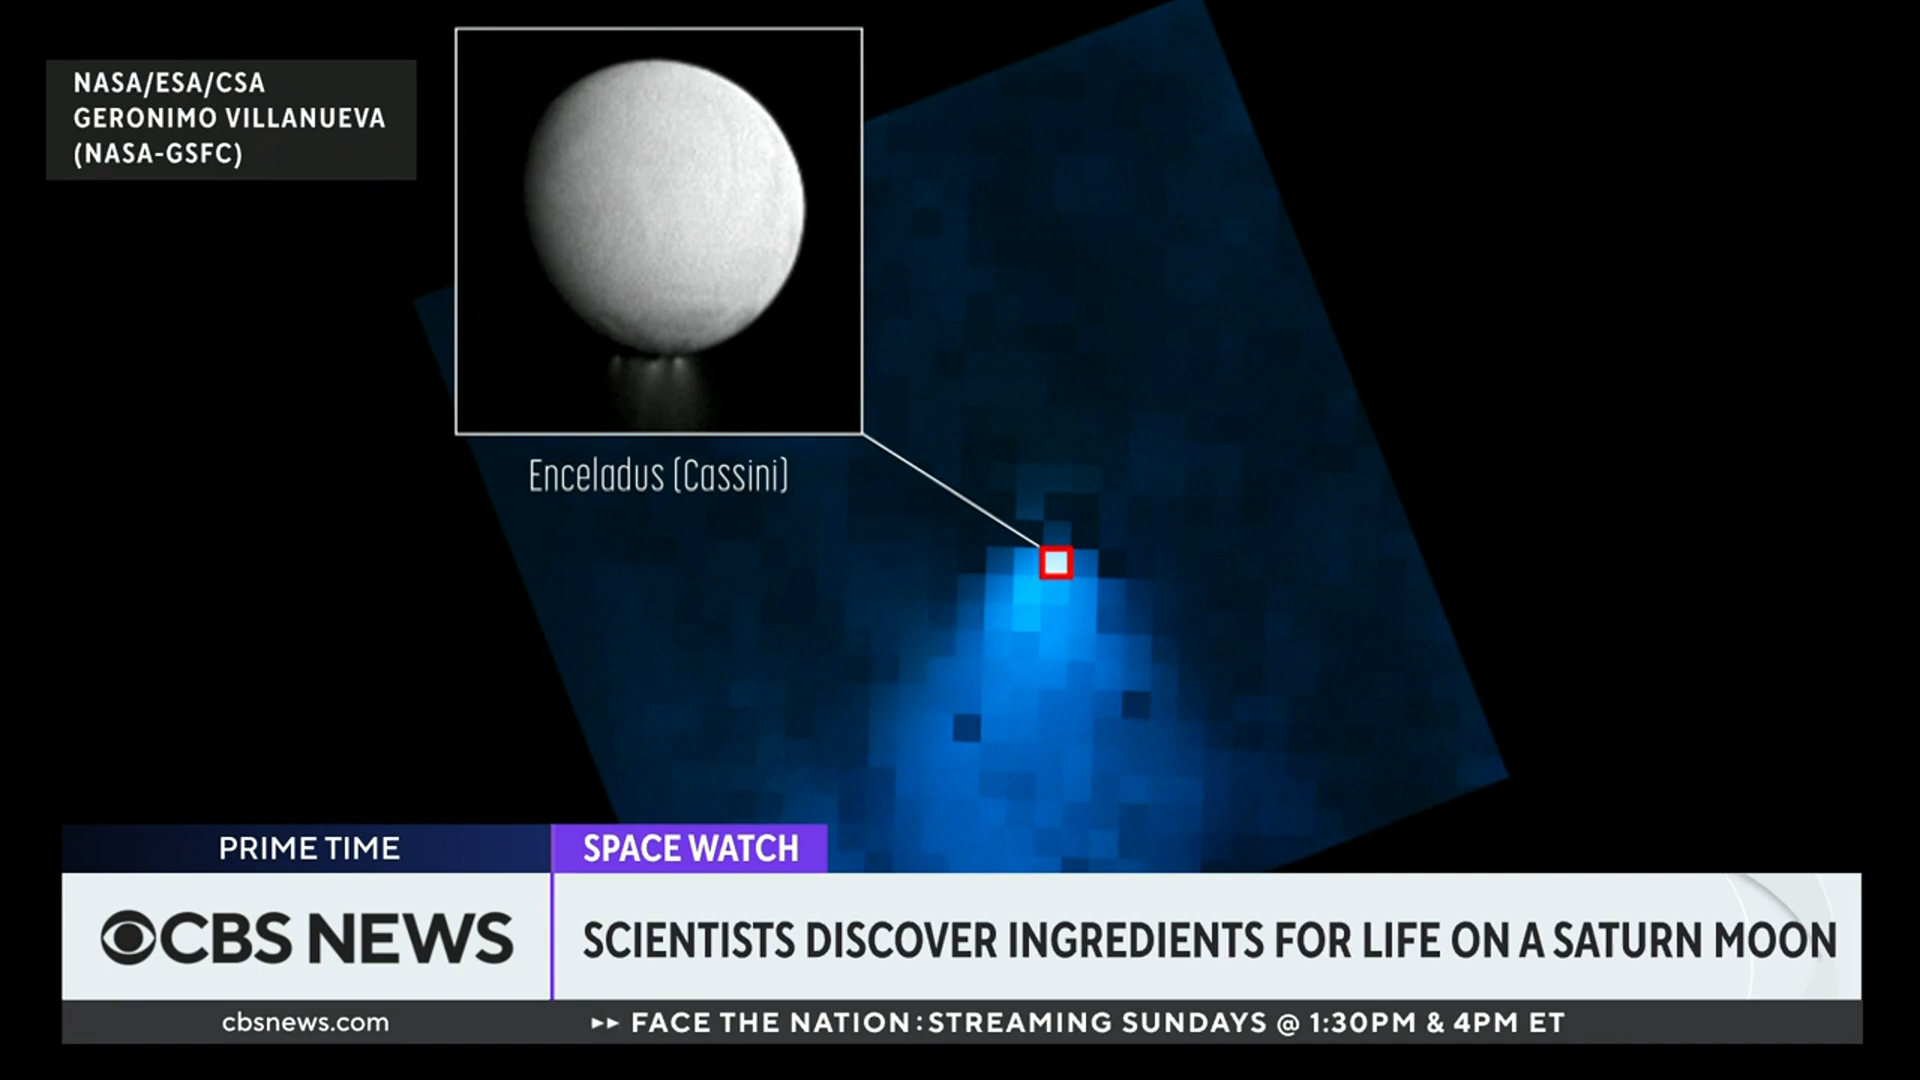 NASA/ESA/CSA
GERONIMO VILLANUEVA
(NASA-GSFC)
Enceladus (Cassini)
PRIME TIME
SPACE WATCH
CBS NEWS
SCIENTISTS DISCOVER INGREDIENTS FOR LIFE ON A SATURN MOON
cbsnews.com
FACE THE NATION: STREAMING SUNDAYS @ 1:30PM & 4PM ET